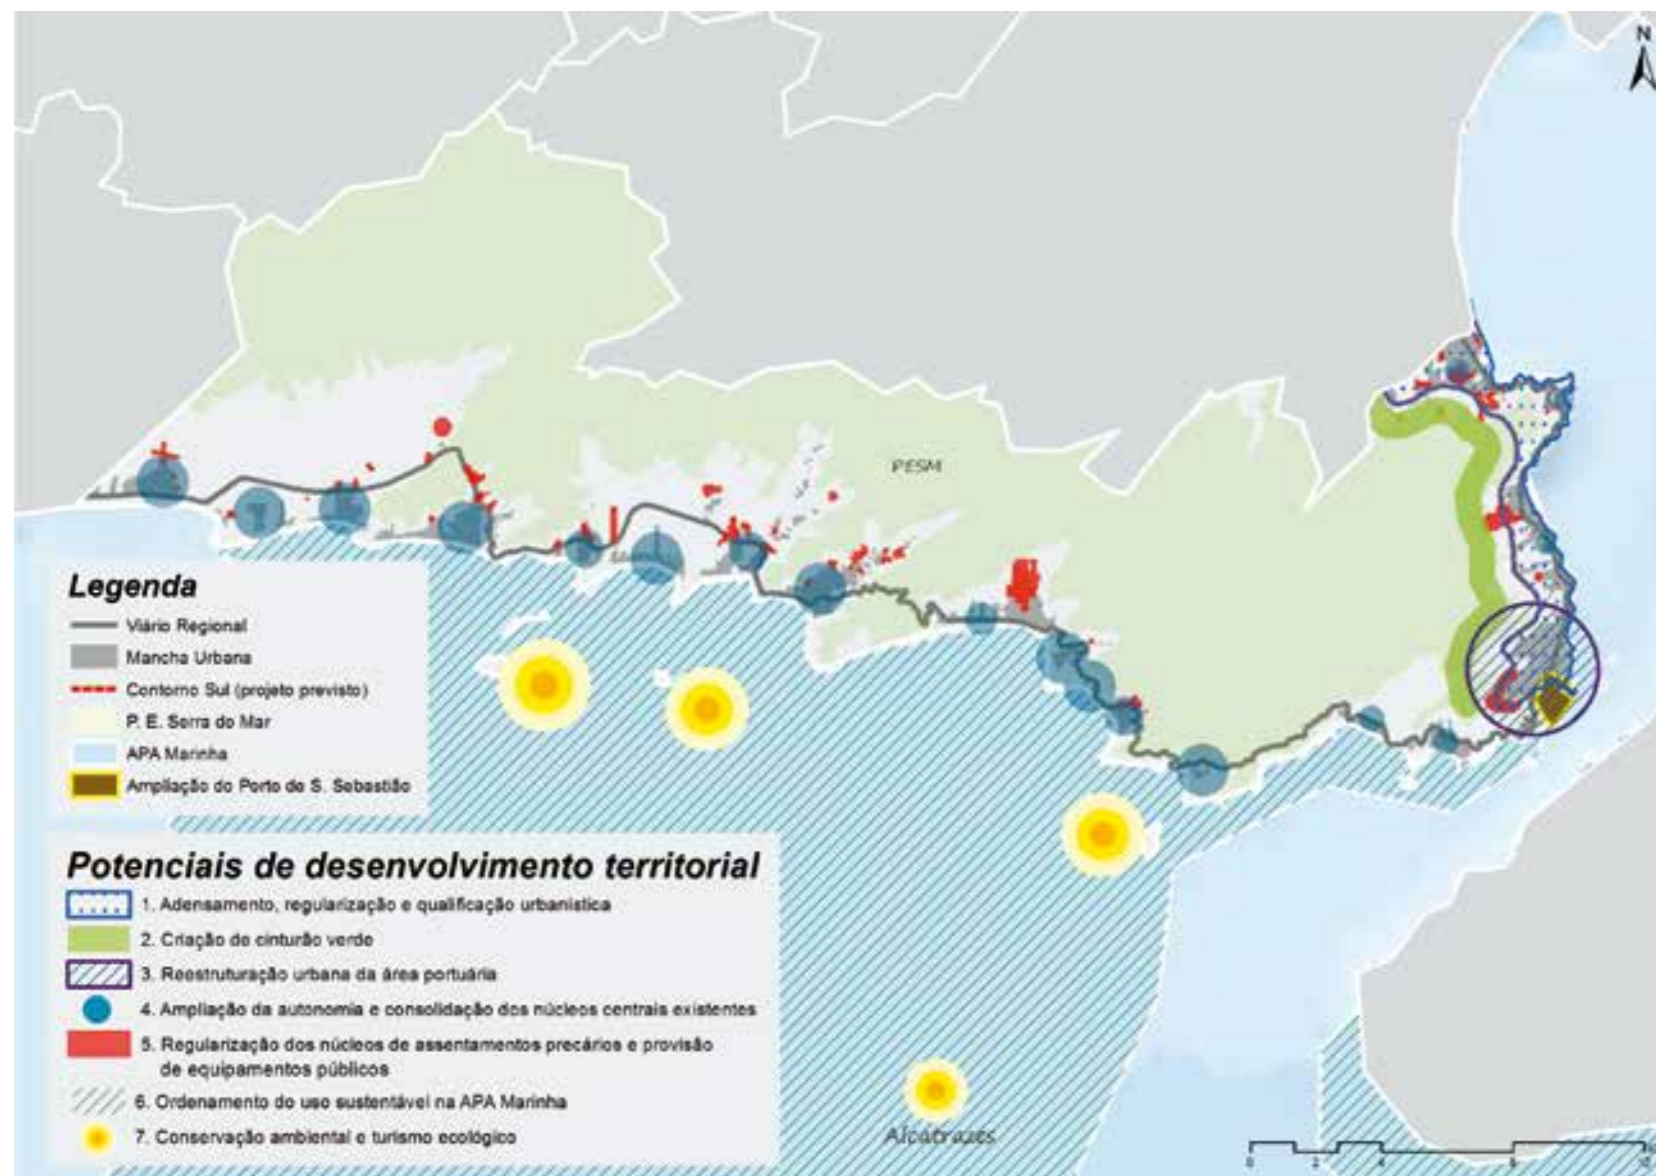 N
PESM
Legenda
Viário Regional
Mancha Urbana
Contorno Sul (projeto previsto)
P. E. Serra do Mar
APA Marinha
Ampliação do Porto de S. Sebastião
Potenciais de desenvolvimento territorial
1. Adensamento, regularização e qualificação urbanística
2. Criação de cinturão verde
3. Reestruturação urbana da área portuária
4. Ampliação da autonomia e consolidação dos núcleos centrais existentes
5. Regularização dos núcleos de assentamentos precários e provisão
de equipamentos públicos
6. Ordenamento do uso sustentável na APA Marinha
7. Conservação ambiental e turismo ecológico
Alcatrazes